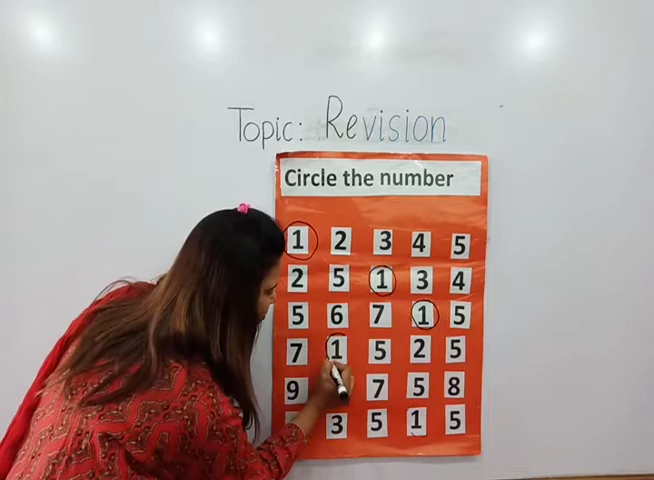 Topic: Revision
Circle the number
1 2 3 4 5
2 5 1 3 4
5 6 7 1 5
7 1 5 2 5
9 7 5 8
3 5 1 5